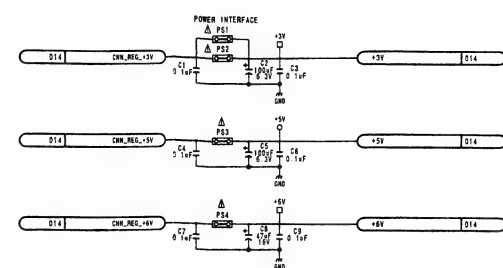 POWER INTERFACE
PS1
PS2
+3V
D14 CNN_REG_+3V
C1
0.1uF
C2
100uF
6.3V
C3
0.1uF
+3V D14
GND
PS3
+5V
D14 CNN_REG_+5V
C4
0.1uF
C5
100uF
6.3V
C6
0.1uF
+5V D14
GND
PS4
+6V
D14 CNN_REG_+6V
C7
0.1uF
C8
47uF
16V
C9
0.1uF
+6V D14
GND